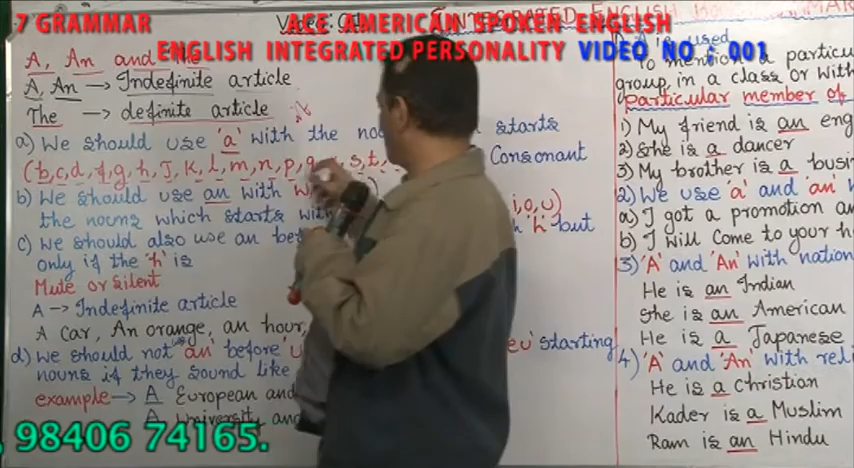 7 GRAMMAR
ACE AMERICAN SPOKEN ENGLISH
ENGLISH INTEGRATED PERSONALITY VIDEO NO : 001
INTEGRATED ENGLISH
A, An and The
A, An → Indefinite article
The → definite article
a) We should use 'a' with the starts
(b,c,d,f,g,h,J,K,l,m,n,p,q s,t, Consonant
b) We should use an with i,o,u)
the nouns which starts with 'h' but
c) We should also use an
only if the 'h' is
Mute or silent
A → Indefinite article
A car, An orange, an hour,
d) We should not use 'an' before 'eu' starting
nouns if they sound like
example → A European and
A University and
98406 74165.
A is used
To mention a
group in a class or
particular member of
1) My friend is an
2) She is a dancer
3) My brother is a
2) We use 'a' and 'an'
a) I got a promotion
b) I will come to your
3) 'A' and 'An' with
He is an Indian
She is an American
He is a Japanese
4) 'A' and 'An' with
He is a Christian
Kader is a Muslim
Ram is an Hindu